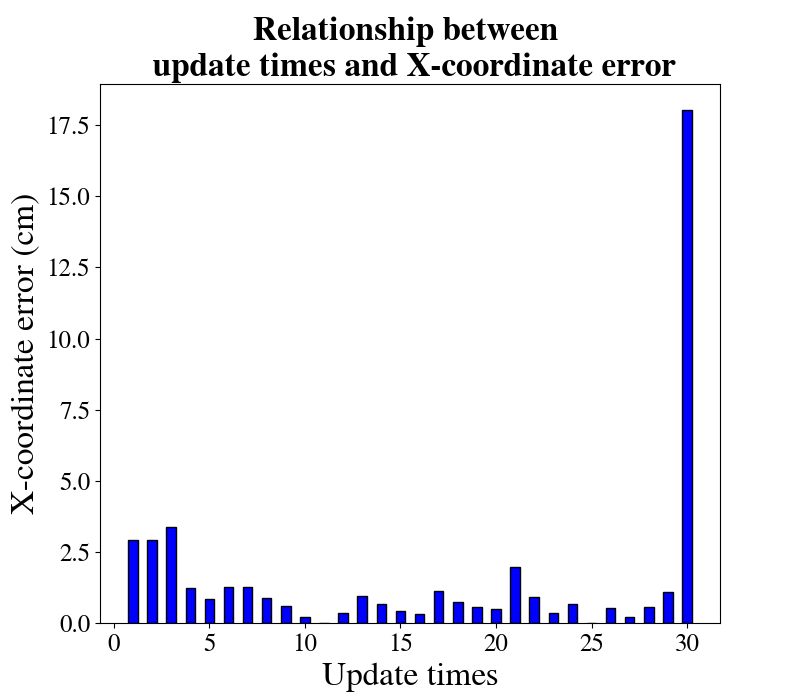 Relationship between
update times and X-coordinate error
X-coordinate error (cm)
17.5
15.0
12.5
10.0
7.5
5.0
2.5
0.0
0 5 10 15 20 25 30
Update times